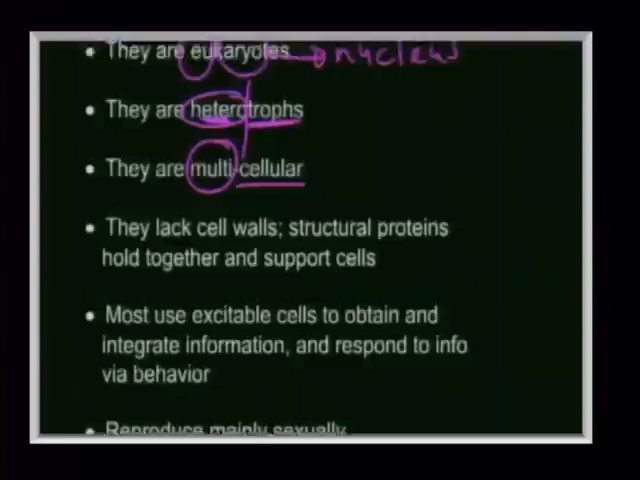 • They are eukaryotes → nucleus
• They are heterotrophs
• They are multi-cellular
• They lack cell walls; structural proteins
hold together and support cells
• Most use excitable cells to obtain and
integrate information, and respond to info
via behavior
• Reproduce mainly sexually